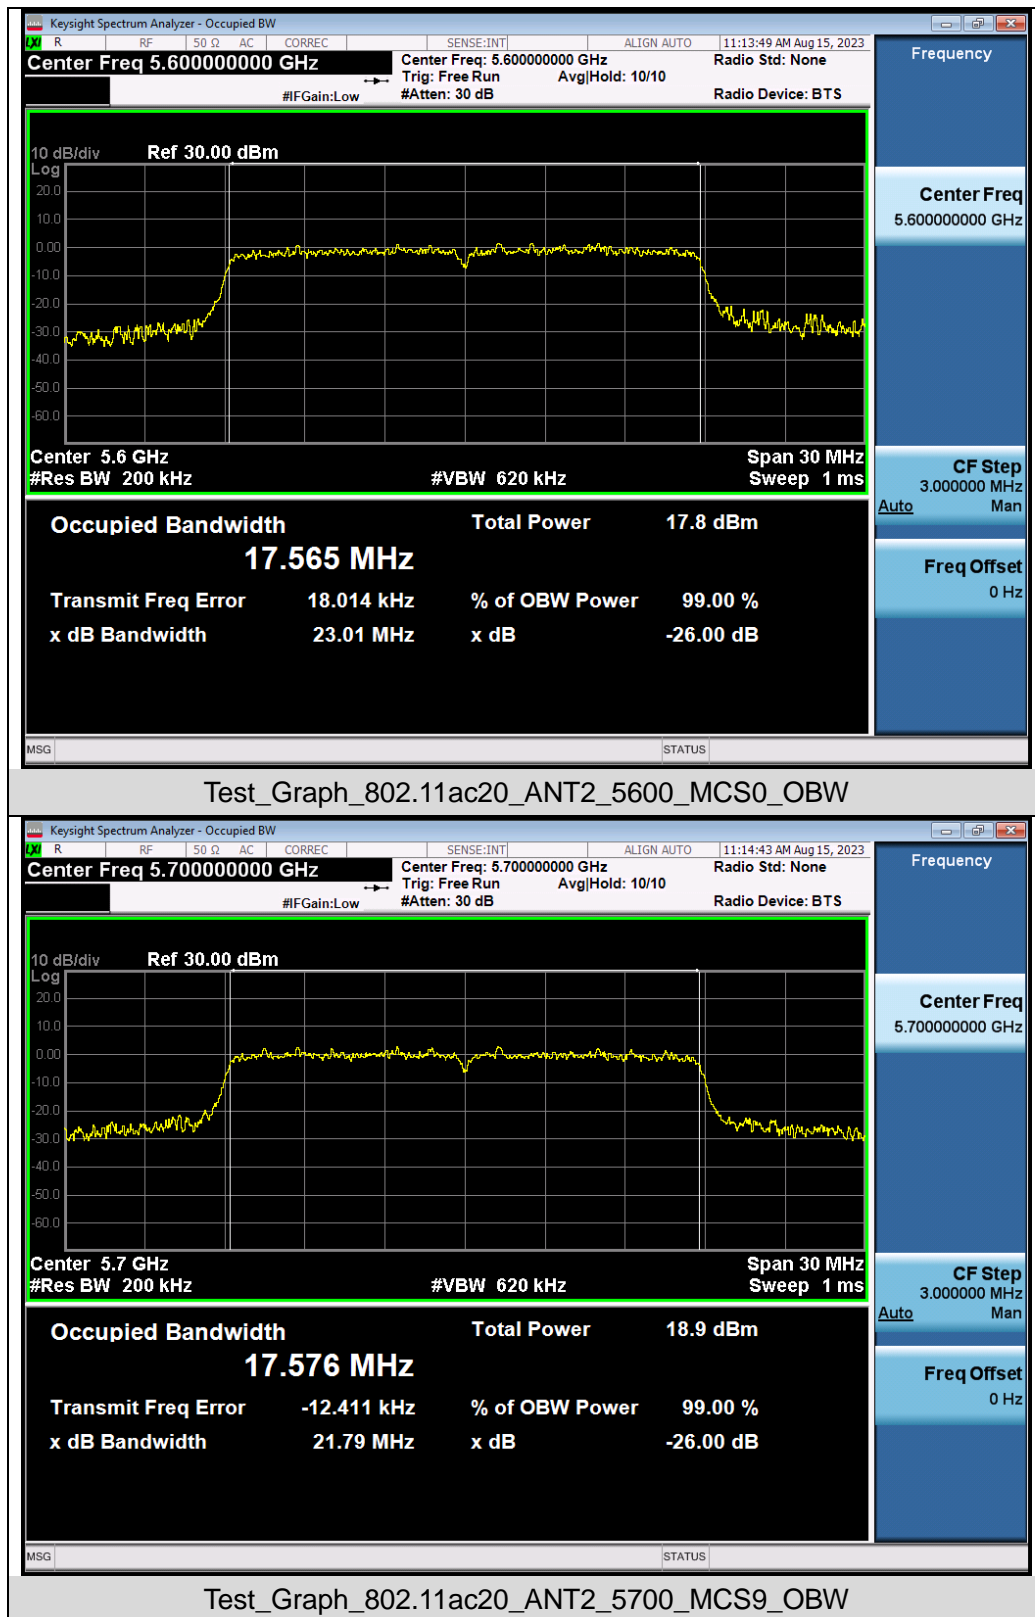 Keysight Spectrum Analyzer - Occupied BW
LXI R RF 50 Ω AC CORREC SENSE:INT ALIGN AUTO 11:13:49 AM Aug 15, 2023
Center Freq 5.600000000 GHz Center Freq: 5.600000000 GHz Radio Std: None Frequency
Trig: Free Run Avg|Hold: 10/10
#IFGain:Low #Atten: 30 dB Radio Device: BTS
10 dB/div Ref 30.00 dBm
Log
20.0
10.0
0.00
-10.0
-20.0
-30.0
-40.0
-50.0
-60.0
Center Freq
5.600000000 GHz
Center 5.6 GHz Span 30 MHz
#Res BW 200 kHz #VBW 620 kHz Sweep 1 ms
CF Step
3.000000 MHz
Auto Man
Occupied Bandwidth Total Power 17.8 dBm
17.565 MHz
Freq Offset
0 Hz
Transmit Freq Error 18.014 kHz % of OBW Power 99.00 %
x dB Bandwidth 23.01 MHz x dB -26.00 dB
MSG STATUS
Test_Graph_802.11ac20_ANT2_5600_MCS0_OBW
Keysight Spectrum Analyzer - Occupied BW
LXI R RF 50 Ω AC CORREC SENSE:INT ALIGN AUTO 11:14:43 AM Aug 15, 2023
Center Freq 5.700000000 GHz Center Freq: 5.700000000 GHz Radio Std: None Frequency
Trig: Free Run Avg|Hold: 10/10
#IFGain:Low #Atten: 30 dB Radio Device: BTS
10 dB/div Ref 30.00 dBm
Log
20.0
10.0
0.00
-10.0
-20.0
-30.0
-40.0
-50.0
-60.0
Center Freq
5.700000000 GHz
Center 5.7 GHz Span 30 MHz
#Res BW 200 kHz #VBW 620 kHz Sweep 1 ms
CF Step
3.000000 MHz
Auto Man
Occupied Bandwidth Total Power 18.9 dBm
17.576 MHz
Freq Offset
0 Hz
Transmit Freq Error -12.411 kHz % of OBW Power 99.00 %
x dB Bandwidth 21.79 MHz x dB -26.00 dB
MSG STATUS
Test_Graph_802.11ac20_ANT2_5700_MCS9_OBW